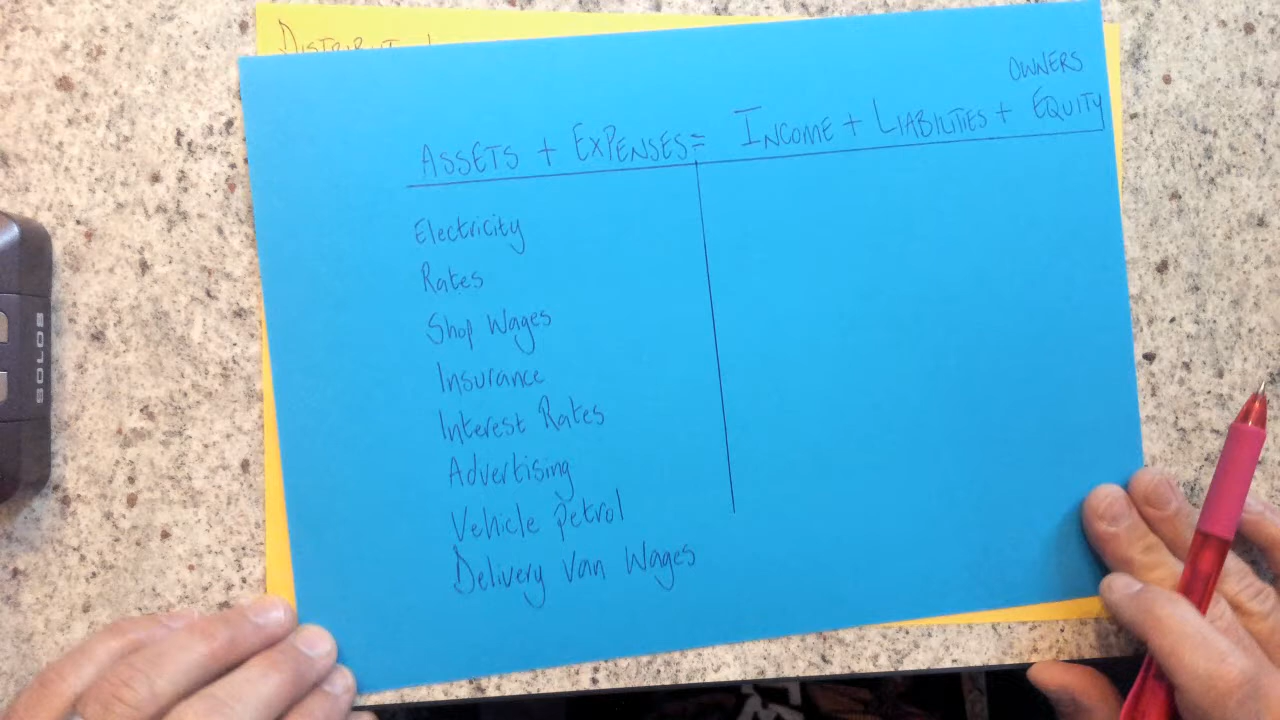 OWNERS
ASSETS + EXPENSES = INCOME + LIABILITIES + EQUITY
Electricity
Rates
Shop Wages
Insurance
Interest Rates
Advertising
Vehicle petrol
Delivery Van Wages
SOLOS